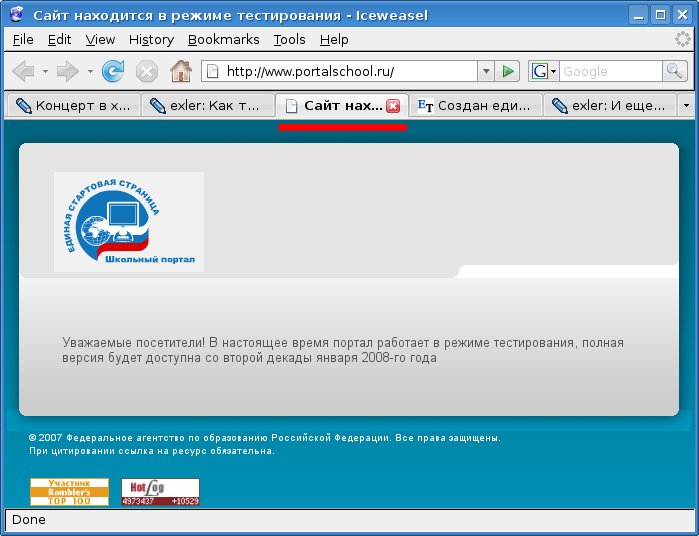 Сайт находится в режиме тестирования - Iceweasel
File Edit View History Bookmarks Tools Help
http://www.portalschool.ru/
G Google
Концерт в х...
exler: Как т...
Сайт нах...
ET Создан еди...
exler: И еще...
ЕДИНАЯ СТАРТОВАЯ СТРАНИЦА
Школьный портал
Уважаемые посетители! В настоящее время портал работает в режиме тестирования, полная
версия будет доступна со второй декады января 2008-го года
© 2007 Федеральное агентство по образованию Российской Федерации. Все права защищены.
При цитировании ссылка на ресурс обязательна.
Участник
Rambler's
TOP 100
HotLog
4973437 +10529
Done